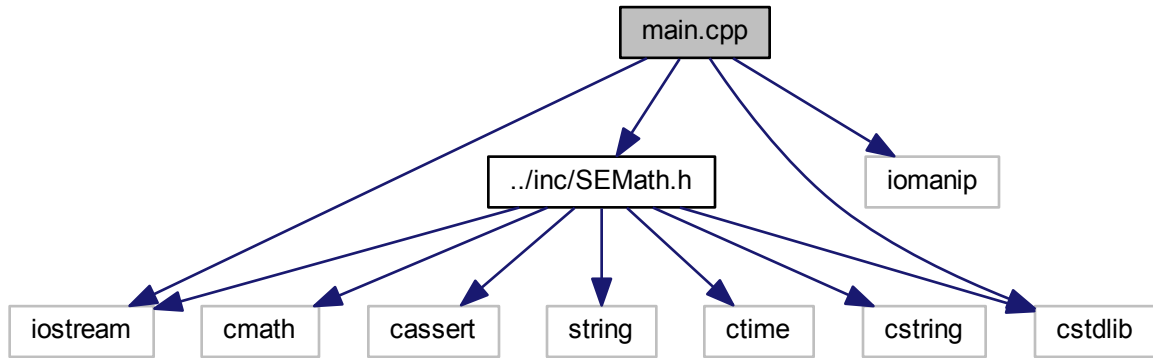 main.cpp
../inc/SEMath.h
iomanip
iostream
cmath
cassert
string
ctime
cstring
cstdlib